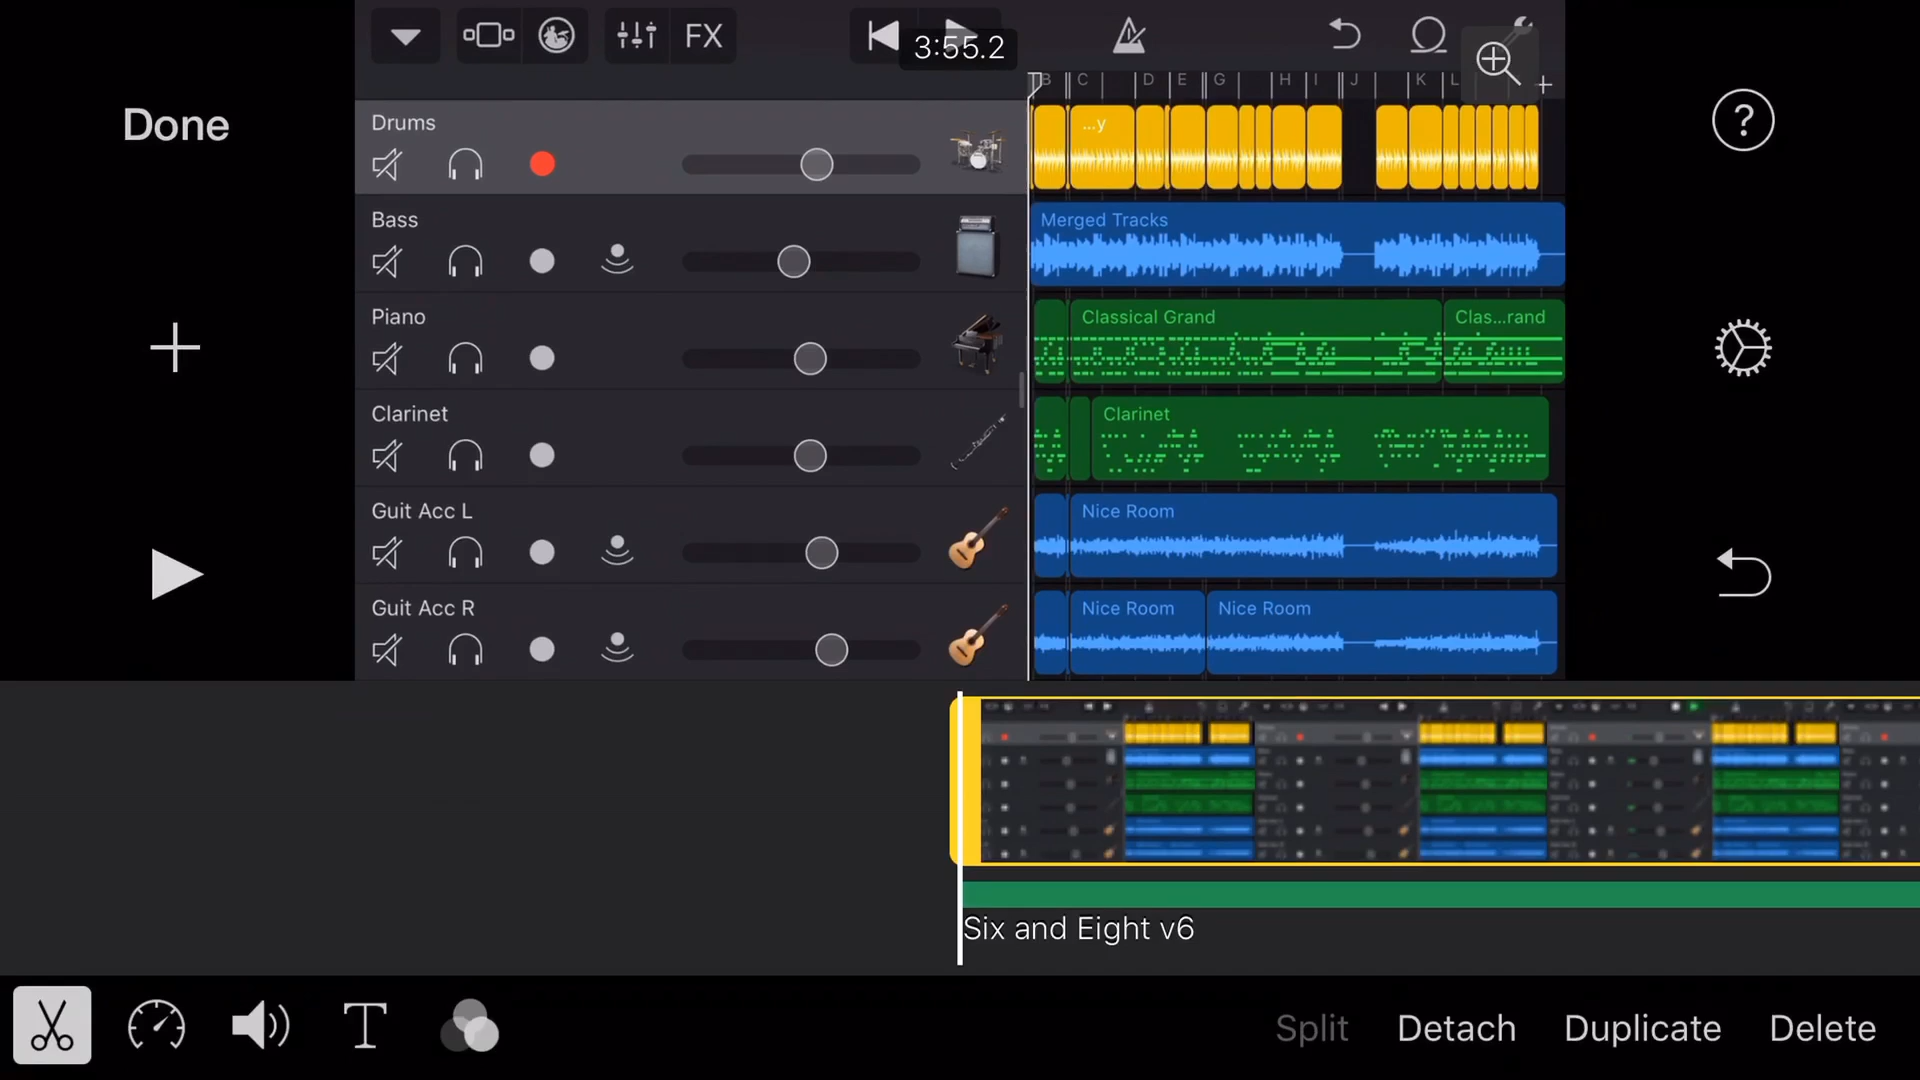 FX
3:55.2
B C D E G H I J K L
Done
?
Drums
...y
Bass
Merged Tracks
Piano
Classical Grand
Clas...rand
Clarinet
Clarinet
Guit Acc L
Nice Room
Guit Acc R
Nice Room
Nice Room
Six and Eight v6
T
Split
Detach
Duplicate
Delete